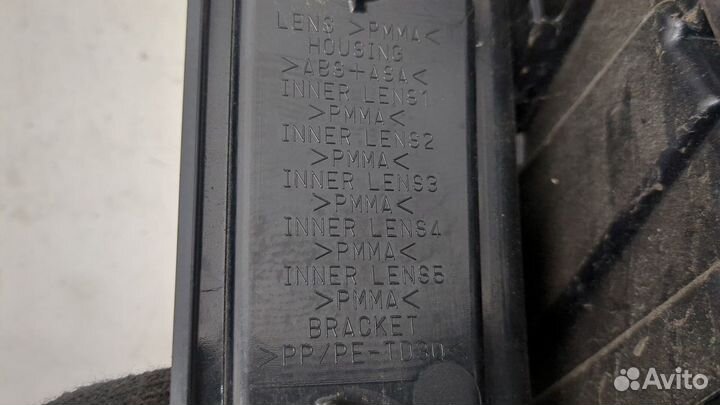 LENS >PMMA<
HOUSING
>ABS+ASA<
INNER LENS1
>PMMA<
INNER LENS2
>PMMA<
INNER LENS3
>PMMA<
INNER LENS4
>PMMA<
INNER LENS5
>PMMA<
BRACKET
>PP/PE-TD30
Avito